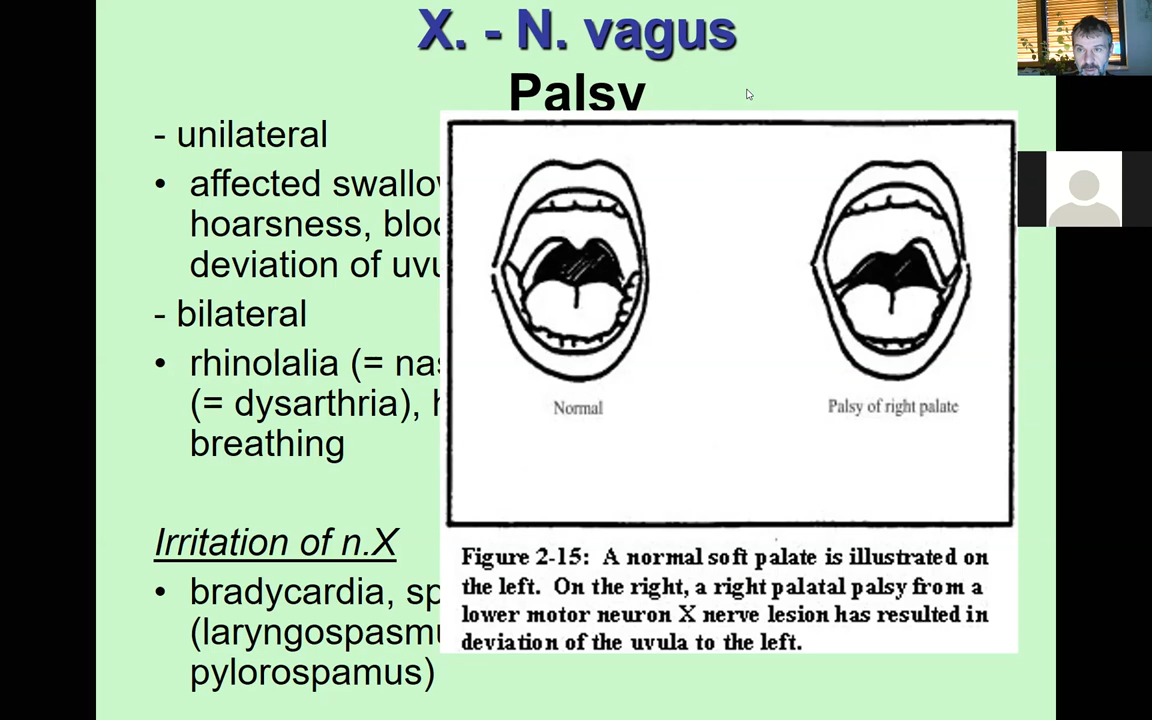 X. - N. vagus
Palsy
- unilateral
• affected swallo
hoarsness, bloo
deviation of uvu
- bilateral
• rhinolalia (= nas
(= dysarthria), h
breathing
Irritation of n.X
• bradycardia, sp
(laryngospasmu
pylorospamus)
Normal
Palsy of right palate
Figure 2-15: A normal soft palate is illustrated on
the left. On the right, a right palatal palsy from a
lower motor neuron X nerve lesion has resulted in
deviation of the uvula to the left.